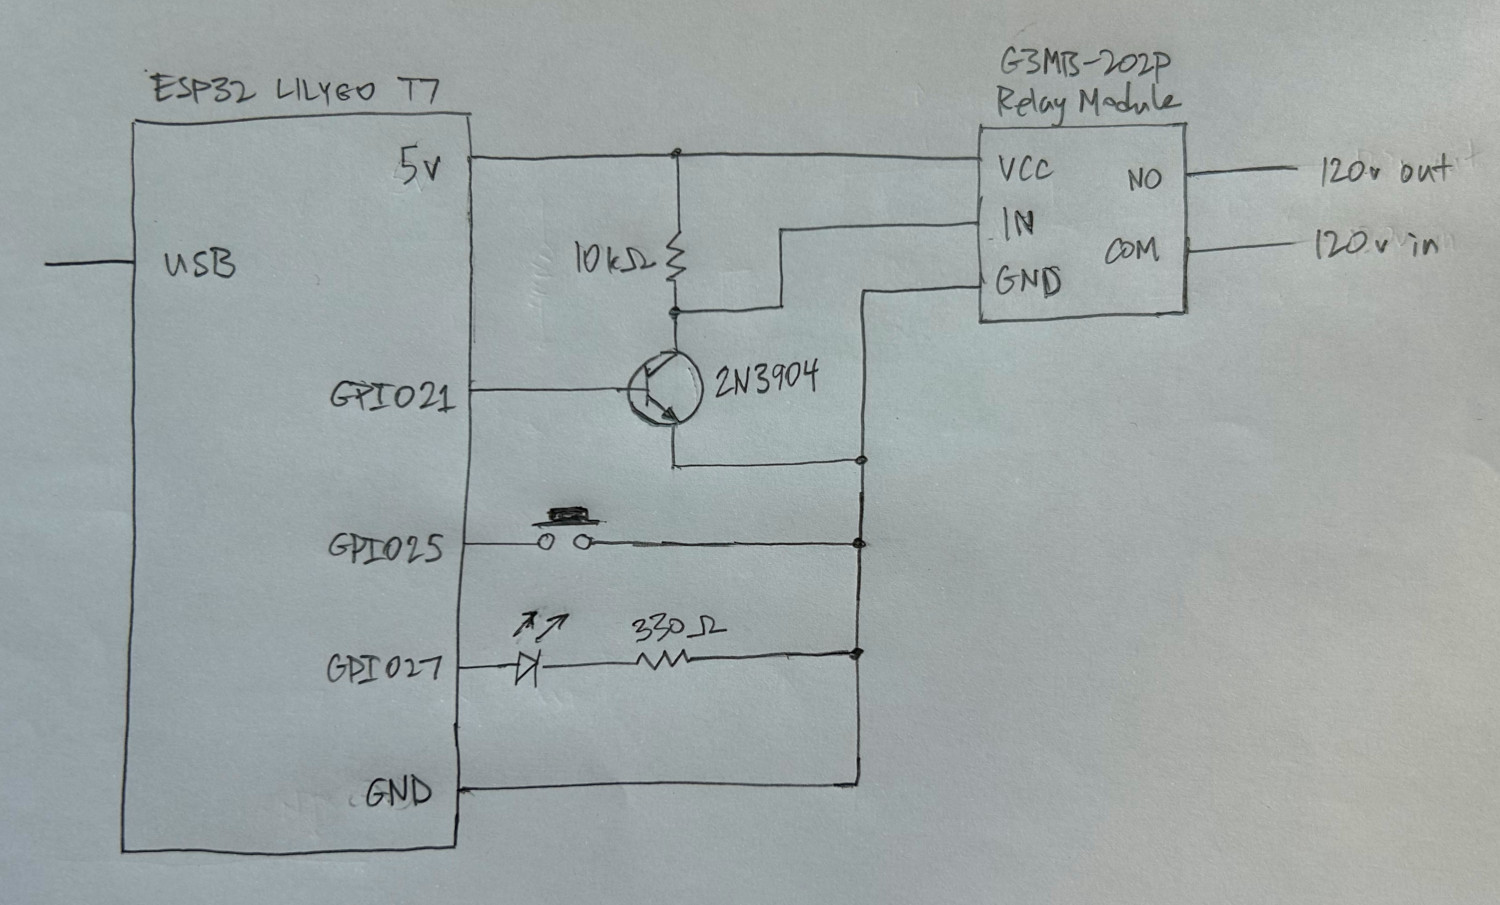 ESP32 LILYGO T7
G3MB-202P
Relay Module
5v
VCC
NO
120v out
IN
USB
10kΩ
COM
120v in
GND
GPIO21
2N3904
GPIO25
330Ω
GPIO27
GND